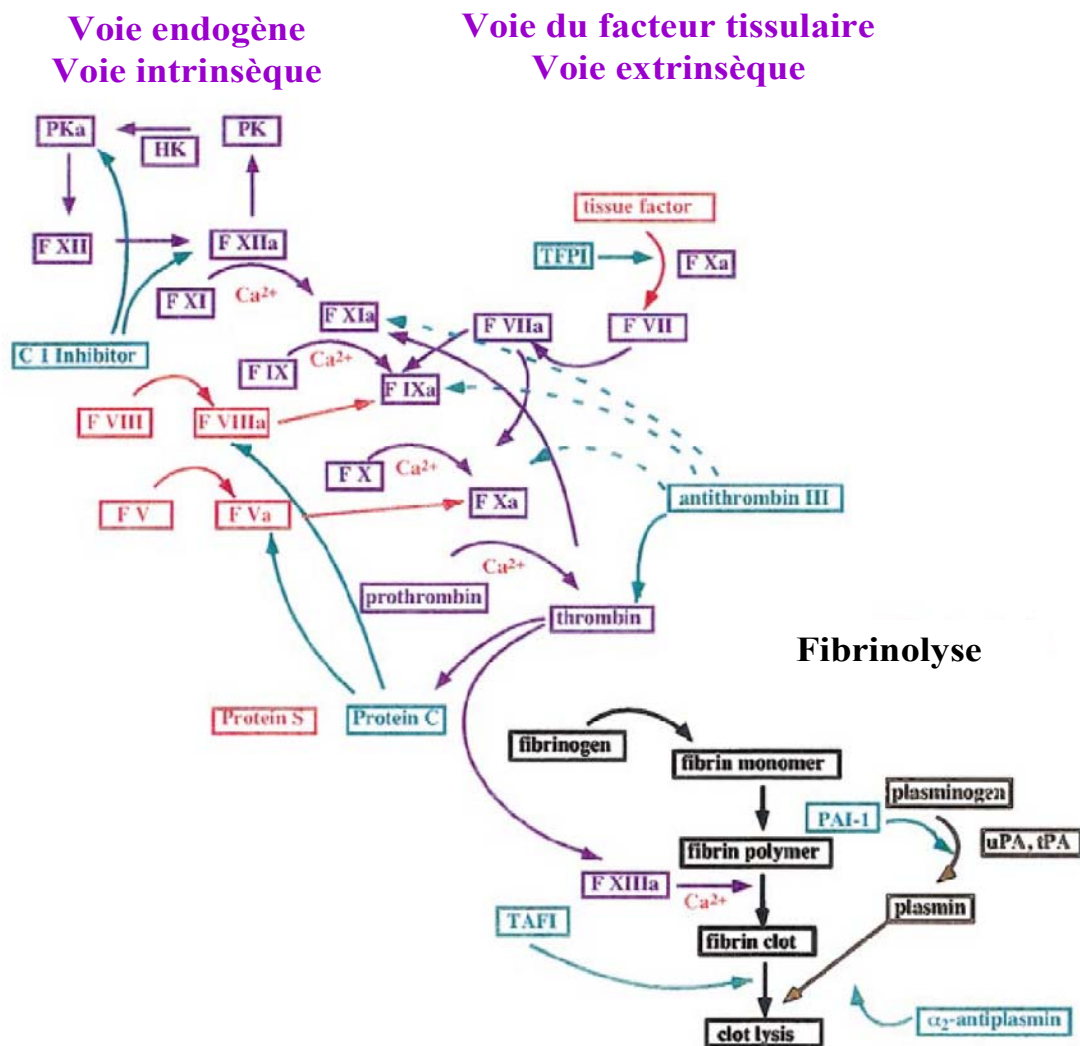 Voie endogène
Voie intrinsèque
Voie du facteur tissulaire
Voie extrinsèque
PKa
HK
PK
tissue factor
F XII
F XIIa
TFPI
F Xa
F XI
Ca2+
F XIa
F VIIa
F VII
C 1 Inhibitor
F IX
Ca2+
F IXa
F VIII
F VIIIa
F X
Ca2+
F Xa
antithrombin III
F V
F Va
Ca2+
prothrombin
thrombin
Fibrinolyse
Protein S
Protein C
fibrinogen
fibrin monomer
plasminogen
PAI-1
uPA, tPA
fibrin polymer
F XIIIa
Ca2+
plasmin
TAFI
fibrin clot
α2-antiplasmin
clot lysis